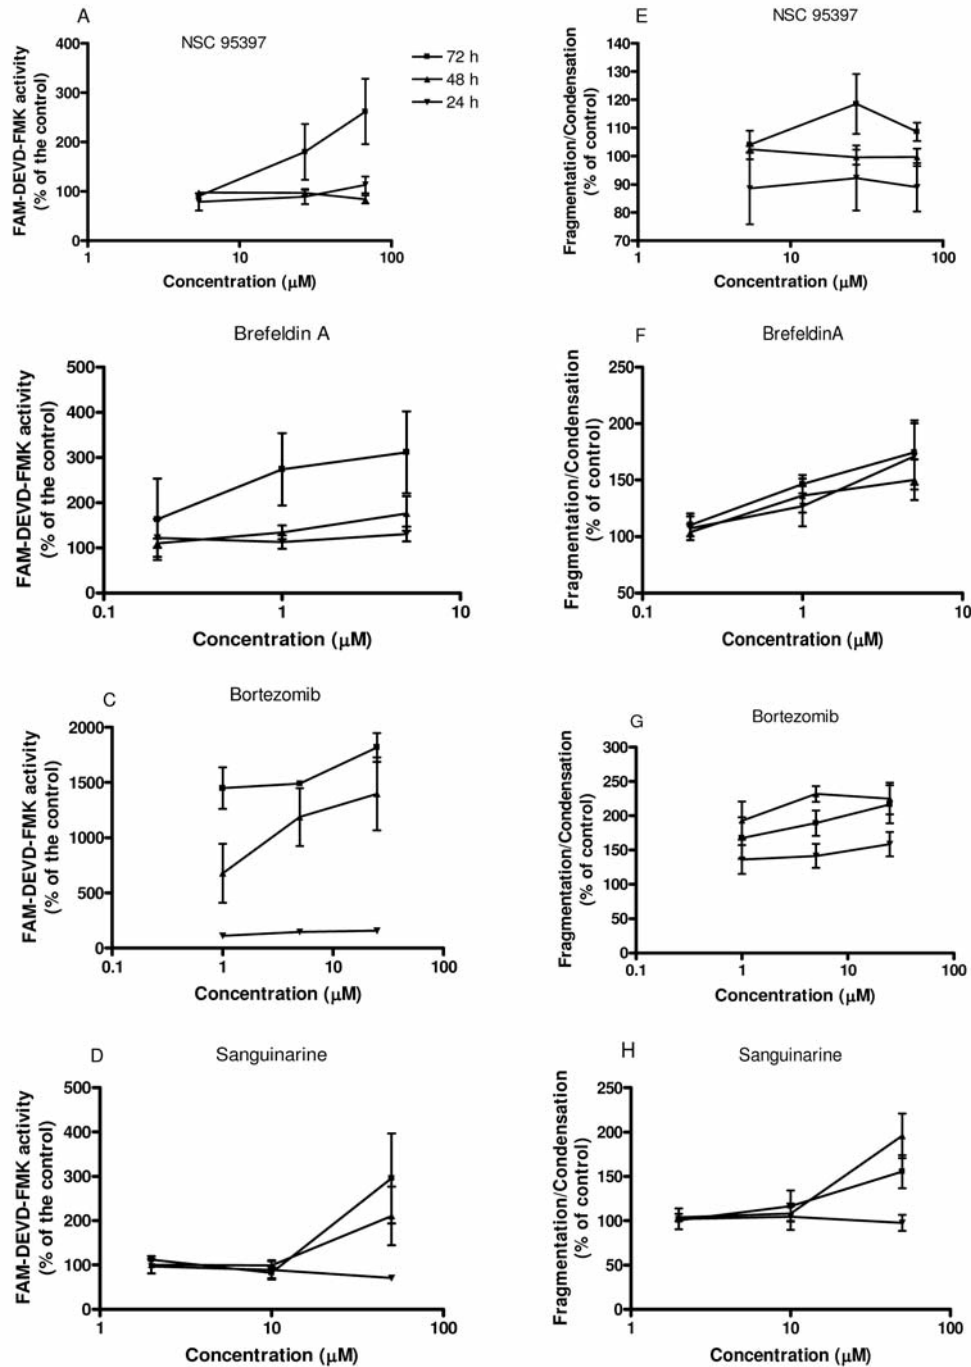 A
NSC 95397
FAM-DEVD-FMK activity
(% of the control)
400
300
200
100
0
1
10
100
Concentration (μM)
72 h
48 h
24 h
E
NSC 95397
Fragmentation/Condensation
(% of control)
140
130
120
110
100
90
80
70
1
10
100
Concentration (μM)
Brefeldin A
FAM-DEVD-FMK activity
(% of the control)
500
400
300
200
100
0
0.1
1
10
Concentration (μM)
F
BrefeldinA
Fragmentation/Condensation
(% of control)
250
200
150
100
50
0.1
1
10
Concentration (μM)
C
Bortezomib
FAM-DEVD-FMK activity
(% of the control)
2000
1500
1000
500
0
0.1
1
10
100
Concentration (μM)
G
Bortezomib
Fragmentation/Condensation
(% of control)
300
250
200
150
100
50
0
0.1
1
10
100
Concentration (μM)
D
Sanguinarine
FAM-DEVD-FMK activity
(% of the control)
500
400
300
200
100
0
1
10
100
Concentration (μM)
H
Sanguinarine
Fragmentation/Condensation
(% of control)
250
200
150
100
50
0
1
10
100
Concentration (μM)